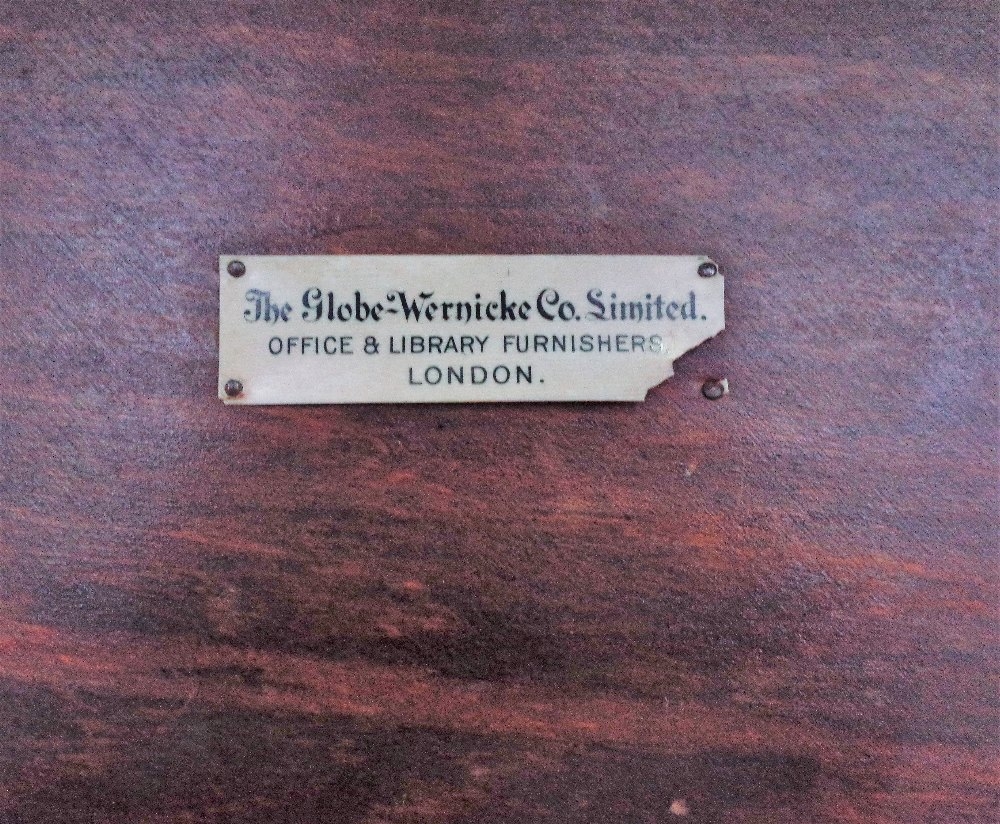 The Globe-Wernicke Co. Limited.
OFFICE & LIBRARY FURNISHERS
LONDON.